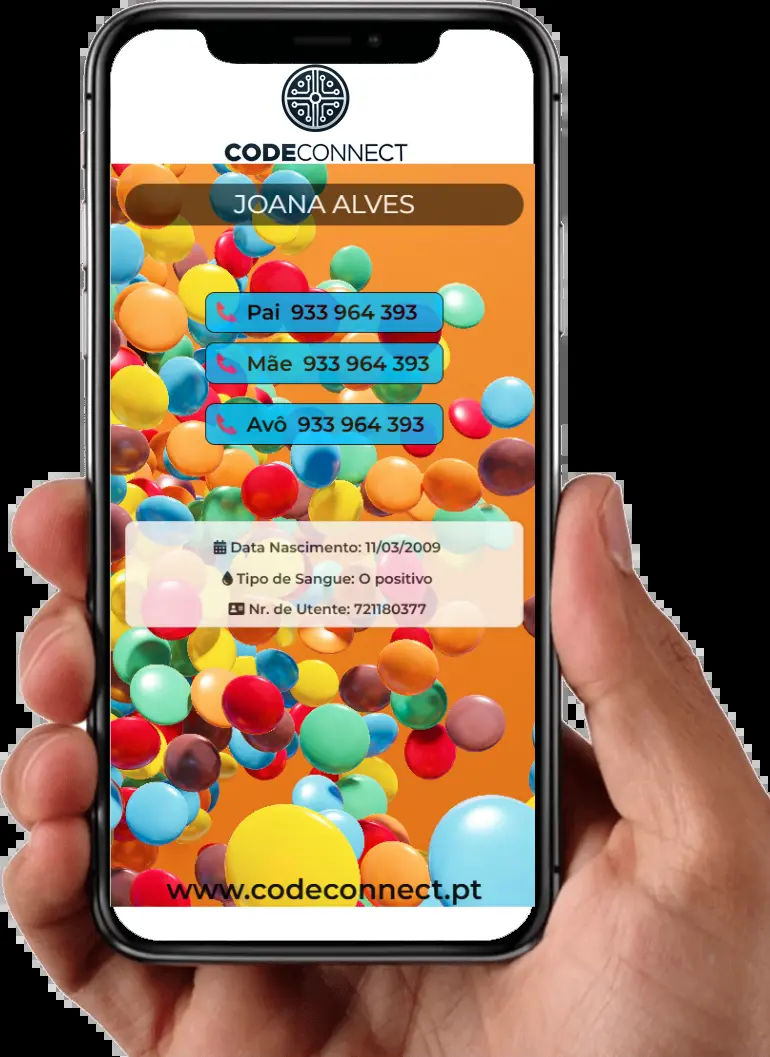 CODECONNECT
JOANA ALVES
Pai 933 964 393
Mãe 933 964 393
Avô 933 964 393
Data Nascimento: 11/03/2009
Tipo de Sangue: O positivo
Nr. de Utente: 721180377
www.codeconnect.pt